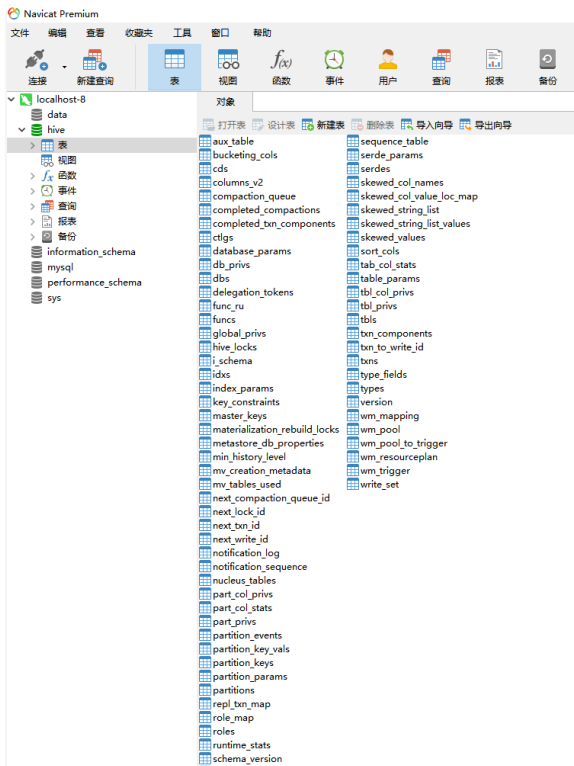 Navicat Premium
文件 编辑 查看 收藏夹 工具 窗口 帮助
f(x)
连接 新建查询 表 视图 函数 事件 用户 查询 报表 备份
localhost-8
data
hive
表
视图
fx 函数
事件
查询
报表
备份
information_schema
mysql
performance_schema
sys
对象
打开表 设计表 新建表 删除表 导入向导 导出向导
aux_table
bucketing_cols
cds
columns_v2
compaction_queue
completed_compactions
completed_txn_components
ctlgs
database_params
db_privs
dbs
delegation_tokens
func_ru
funcs
global_privs
hive_locks
i_schema
idxs
index_params
key_constraints
master_keys
materialization_rebuild_locks
metastore_db_properties
min_history_level
mv_creation_metadata
mv_tables_used
next_compaction_queue_id
next_lock_id
next_txn_id
next_write_id
notification_log
notification_sequence
nucleus_tables
part_col_privs
part_col_stats
part_privs
partition_events
partition_key_vals
partition_keys
partition_params
partitions
repl_txn_map
role_map
roles
runtime_stats
schema_version
sequence_table
serde_params
serdes
skewed_col_names
skewed_col_value_loc_map
skewed_string_list
skewed_string_list_values
skewed_values
sort_cols
tab_col_stats
table_params
tbl_col_privs
tbl_privs
tbls
txn_components
txn_to_write_id
txns
type_fields
types
version
wm_mapping
wm_pool
wm_pool_to_trigger
wm_resourceplan
wm_trigger
write_set